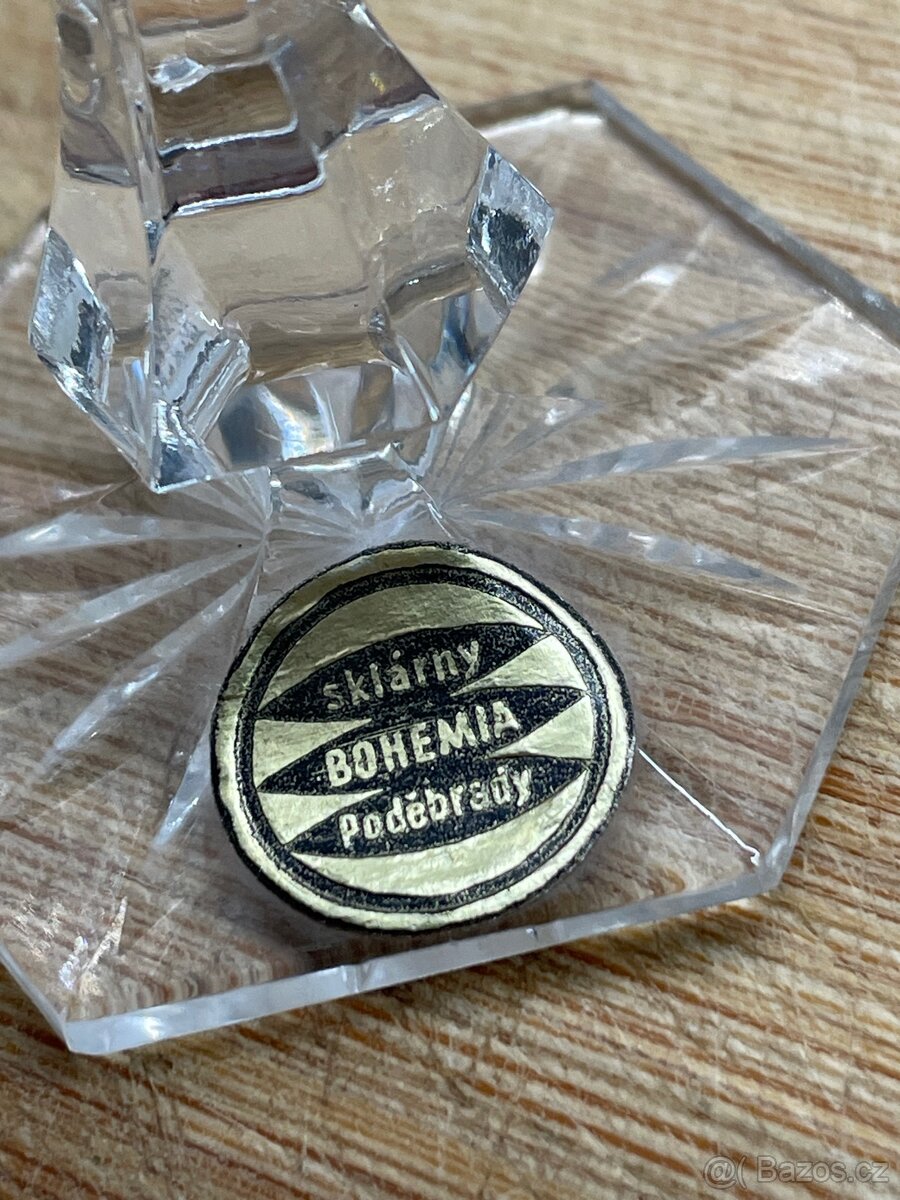 sklárny
BOHEMIA
Poděbrady
@( Bazos.cz